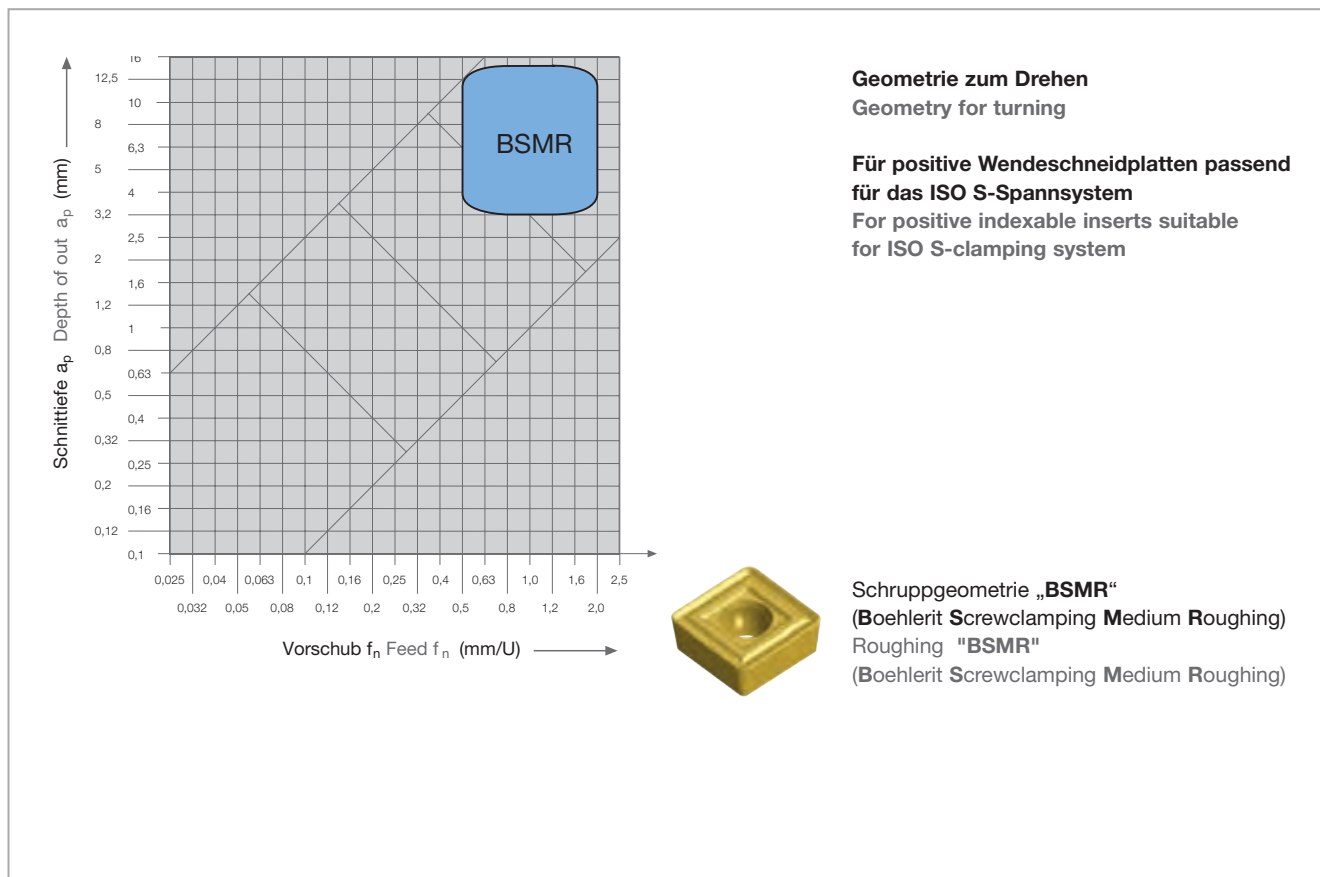 16
12,5
10
8
6,3
5
4
3,2
2,5
2
1,6
1,2
1
0,8
0,63
0,5
0,4
0,32
0,25
0,2
0,16
0,12
0,1
Schnittiefe ap Depth of out ap (mm)
BSMR
0,025 0,04 0,063 0,1 0,16 0,25 0,4 0,63 1,0 1,6 2,5
0,032 0,05 0,08 0,12 0,2 0,32 0,5 0,8 1,2 2,0
Vorschub fn Feed fn (mm/U)
Geometrie zum Drehen
Geometry for turning
Für positive Wendeschneidplatten passend
für das ISO S-Spannsystem
For positive indexable inserts suitable
for ISO S-clamping system
Schruppgeometrie „BSMR“
(Boehlerit Screwclamping Medium Roughing)
Roughing "BSMR"
(Boehlerit Screwclamping Medium Roughing)